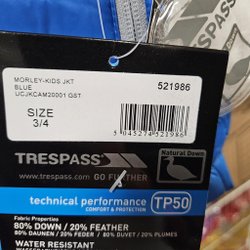 TRESPASS
MORLEY-KIDS JKT
BLUE
UCJKCAM20001 GST
521986
SIZE
3/4
5 045274 521986
TRESPASS
www.trespass.com GO FURTHER
Natural Down
technical performance
COMFORT & PROTECTION
TP50
Fabric Properties
80% DOWN / 20% FEATHER
80% DAUNEN / 20% FEDER / 80% DUVET / 20% PLUMES
WATER RESISTANT